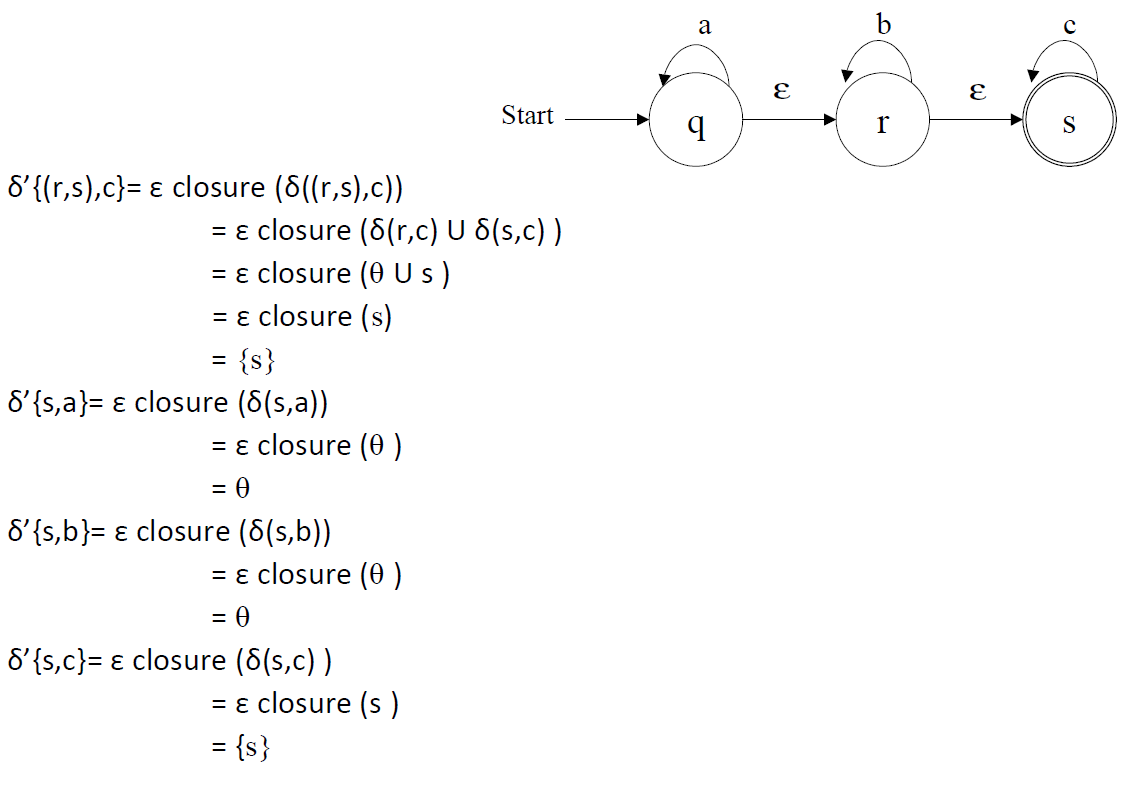 a b c
ε ε
Start q r s
δ’{(r,s),c}= ε closure (δ((r,s),c))
= ε closure (δ(r,c) U δ(s,c) )
= ε closure (θ U s )
= ε closure (s)
= {s}
δ’{s,a}= ε closure (δ(s,a))
= ε closure (θ )
= θ
δ’{s,b}= ε closure (δ(s,b))
= ε closure (θ )
= θ
δ’{s,c}= ε closure (δ(s,c) )
= ε closure (s )
= {s}